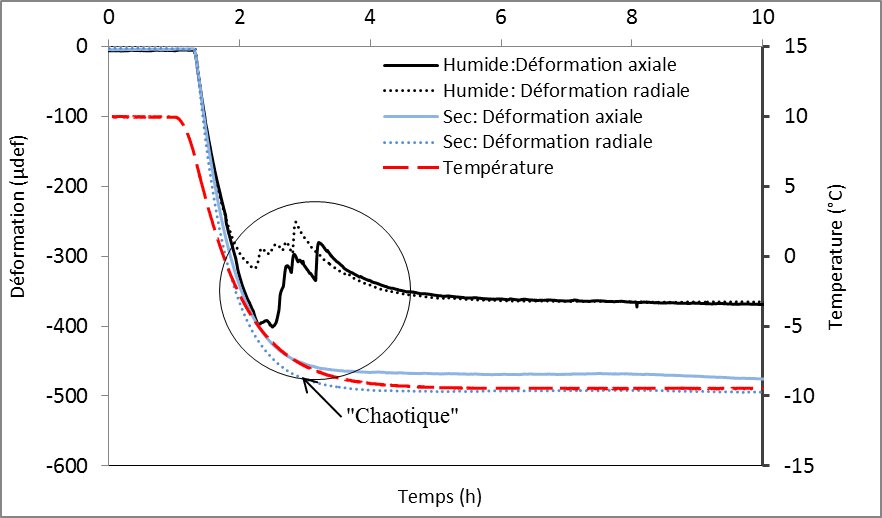 0 2 4 6 8 10
0 15
Humide:Déformation axiale
Humide: Déformation radiale
-100 10
Sec: Déformation axiale
Sec: Déformation radiale
Température
-200 5
-300 0
-400 -5
-500 -10
"Chaotique"
-600 -15
Déformation (µdef)
Temperature (°C)
Temps (h)